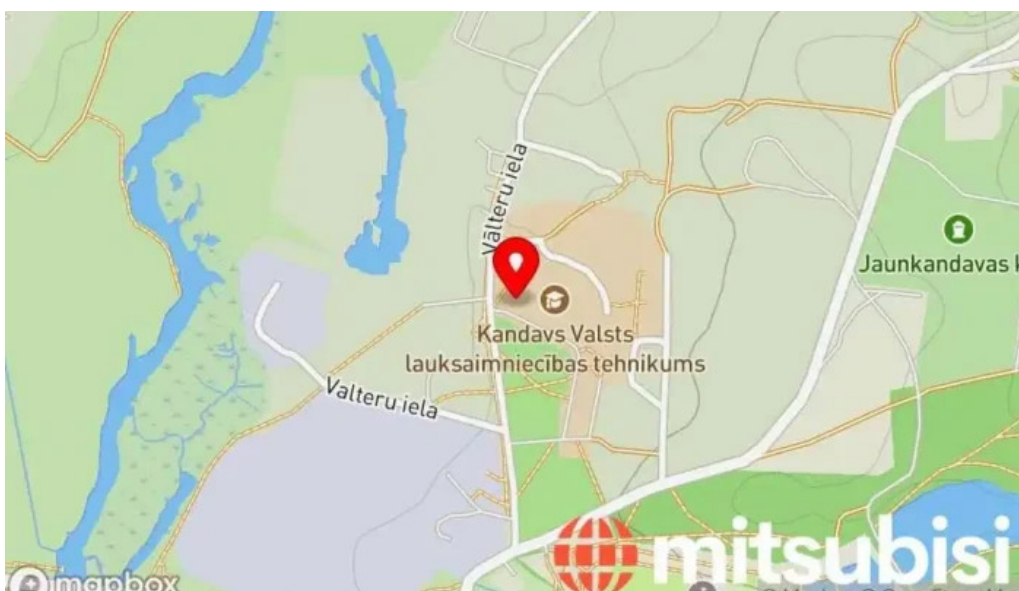 Vālteru iela
Jaunkandavas k
Kandavs Valsts
lauksaimniecības tehnikums
Valteru iela
mitsubisi
mapbox